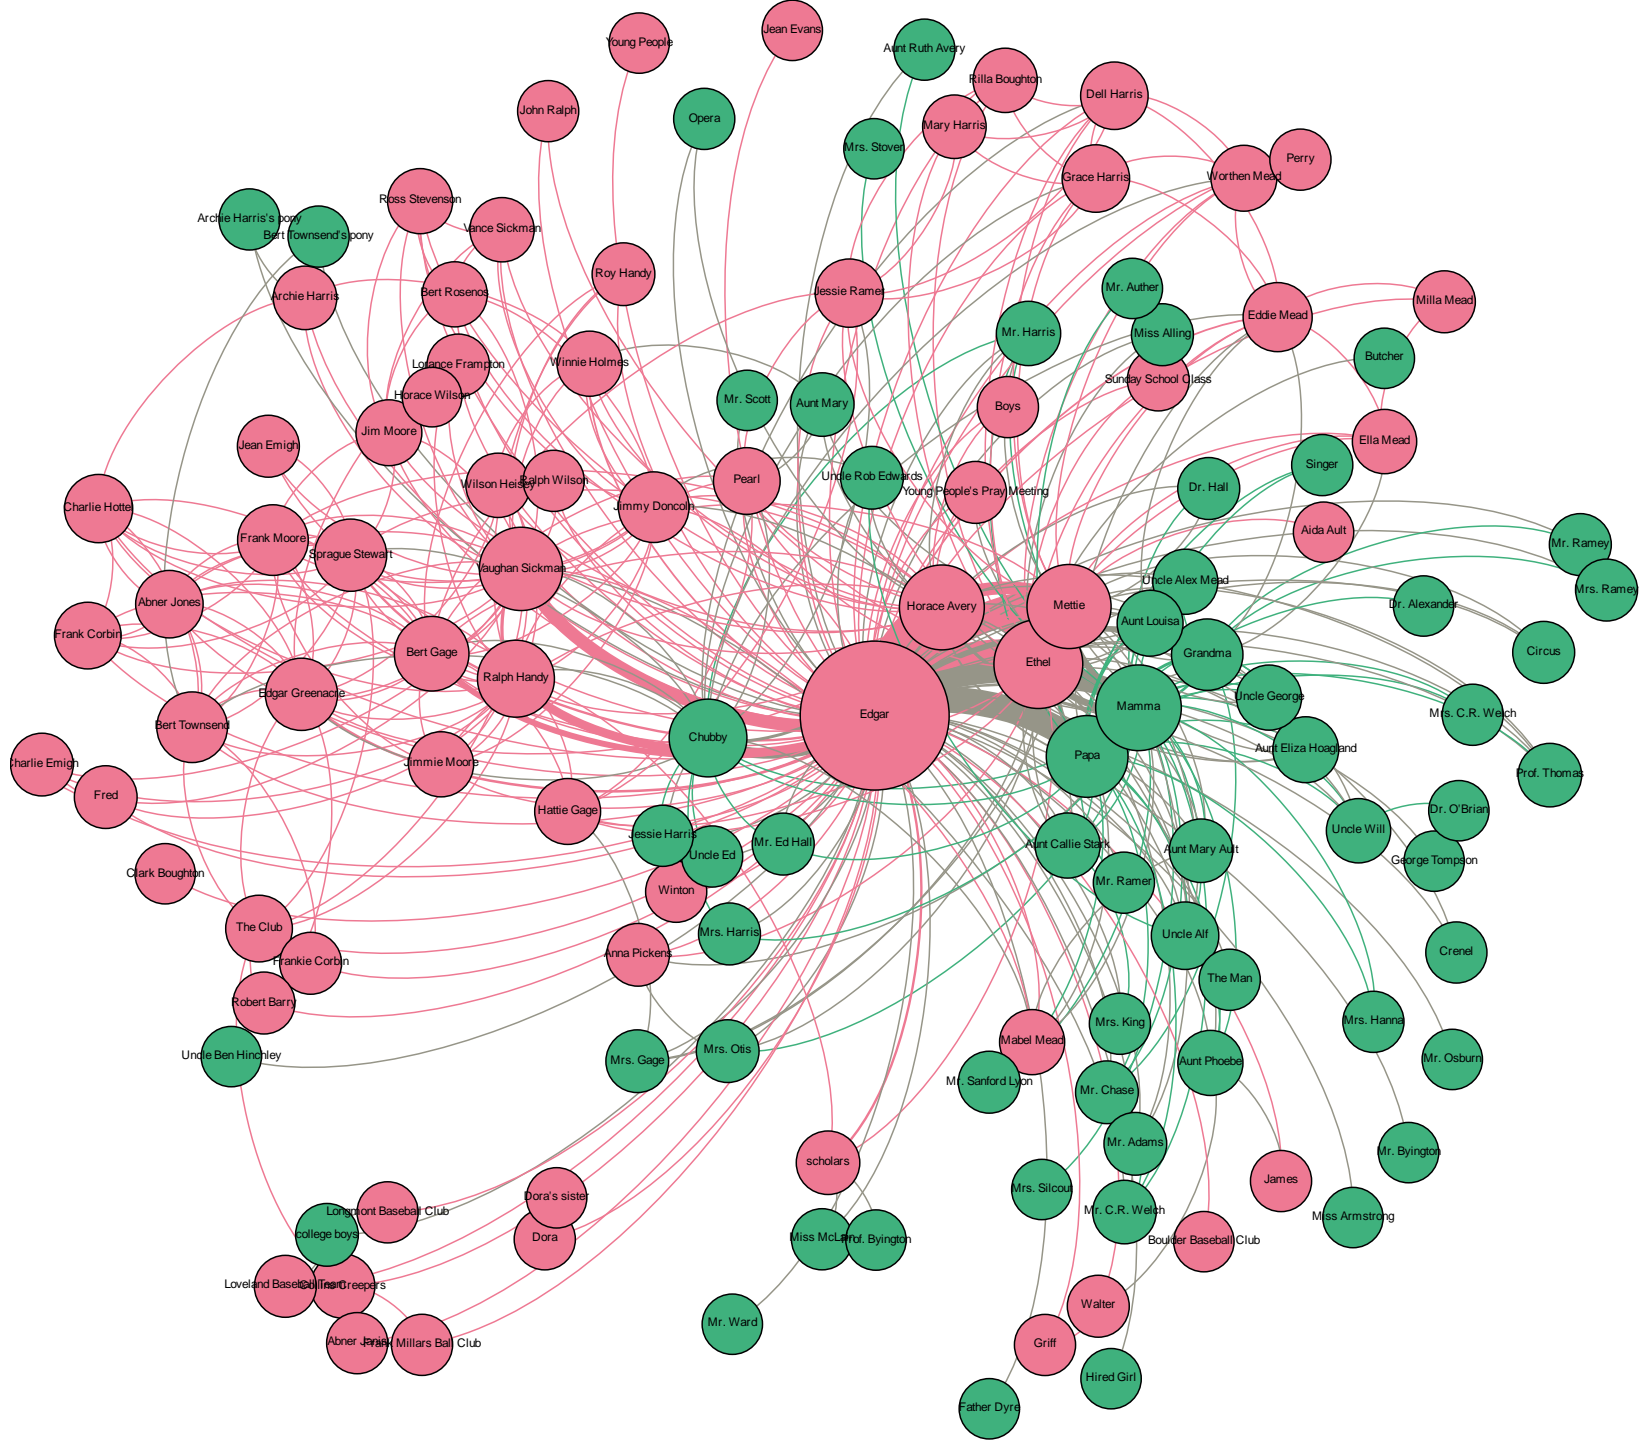 Young People
Jean Evans
Aunt Ruth Avery
Rilla Boughton
Dell Harris
John Ralph
Opera
Mary Harris
Mrs. Stover
Perry
Grace Harris
Worthen Mead
Ross Stevenson
Archie Harris's pony
Vance Sickman
Bert Townsend's pony
Roy Handy
Mr. Auther
Bert Rosenos
Jessie Ramer
Archie Harris
Milla Mead
Eddie Mead
Mr. Harris
Miss Alling
Butcher
Lorance Frampton
Winnie Holmes
Sunday School Class
Horace Wilson
Mr. Scott
Aunt Mary
Boys
Jim Moore
Ella Mead
Jean Emigh
Singer
Uncle Rob Edwards
Pearl
Wilson Heisey
Ralph Wilson
Young People's Pray Meeting
Dr. Hall
Charlie Hotte
Jimmy Doncoln
Aida Ault
Frank Moore
Mr. Ramey
Sprague Stewart
Vaughan Sickman
Uncle Alex Mead
Mrs. Ramey
Abner Jones
Horace Avery
Mettie
Dr. Alexander
Aunt Louisa
Frank Corbin
Bert Gage
Grandma
Circus
Ethel
Ralph Handy
Edgar Greenacre
Uncle George
Mamma
Edgar
Mrs. C.R. Welch
Bert Townsend
Chubby
Aunt Eliza Hoagland
Papa
Charlie Emigh
Jimmie Moore
Prof. Thomas
Fred
Hattie Gage
Dr. O'Brian
Uncle Will
Jessie Harris
Mr. Ed Hall
Aunt Callie Stark
Aunt Mary Ault
Uncle Ed
George Tompson
Clark Boughton
Mr. Ramer
Winton
The Club
Mrs. Harris
Uncle Alf
Anna Pickens
Crenel
Frankie Corbin
The Man
Robert Barry
Mrs. King
Mrs. Hanna
Mabel Mead
Mrs. Otis
Uncle Ben Hinchley
Mrs. Gage
Aunt Phoebe
Mr. Osburn
Mr. Sanford Lyon
Mr. Chase
Mr. Adams
Mr. Byington
scholars
James
Mrs. Silcout
Dora's sister
Longmont Baseball Club
Mr. C.R. Welch
Miss Armstrong
college boys
Dora
Prof. Byington
Boulder Baseball Club
Loveland Baseball Team
Creepers
Walter
Mr. Ward
Abner
Frank Millars Ball Club
Griff
Hired Girl
Father Dyre